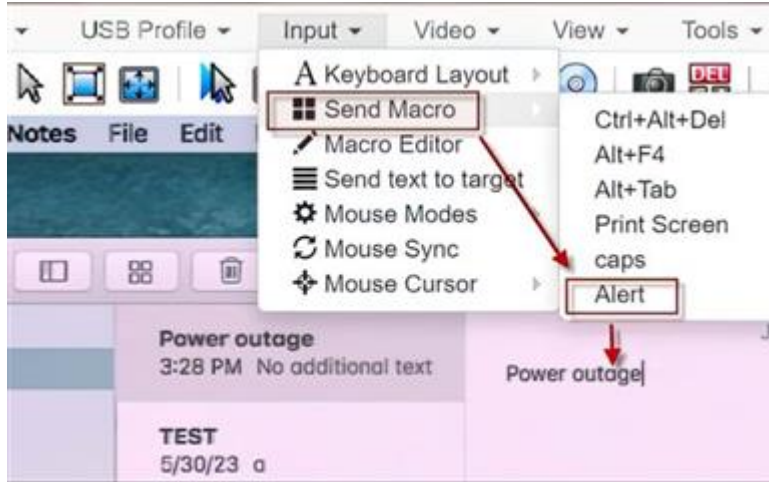 USB Profile Input Video View Tools
A Keyboard Layout
Send Macro
Macro Editor
Send text to target
Mouse Modes
Mouse Sync
Mouse Cursor
DEL
Ctrl+Alt+Del
Alt+F4
Alt+Tab
Print Screen
caps
Alert
Notes File Edit
Power outage
3:28 PM No additional text
TEST
5/30/23 a
Power outage